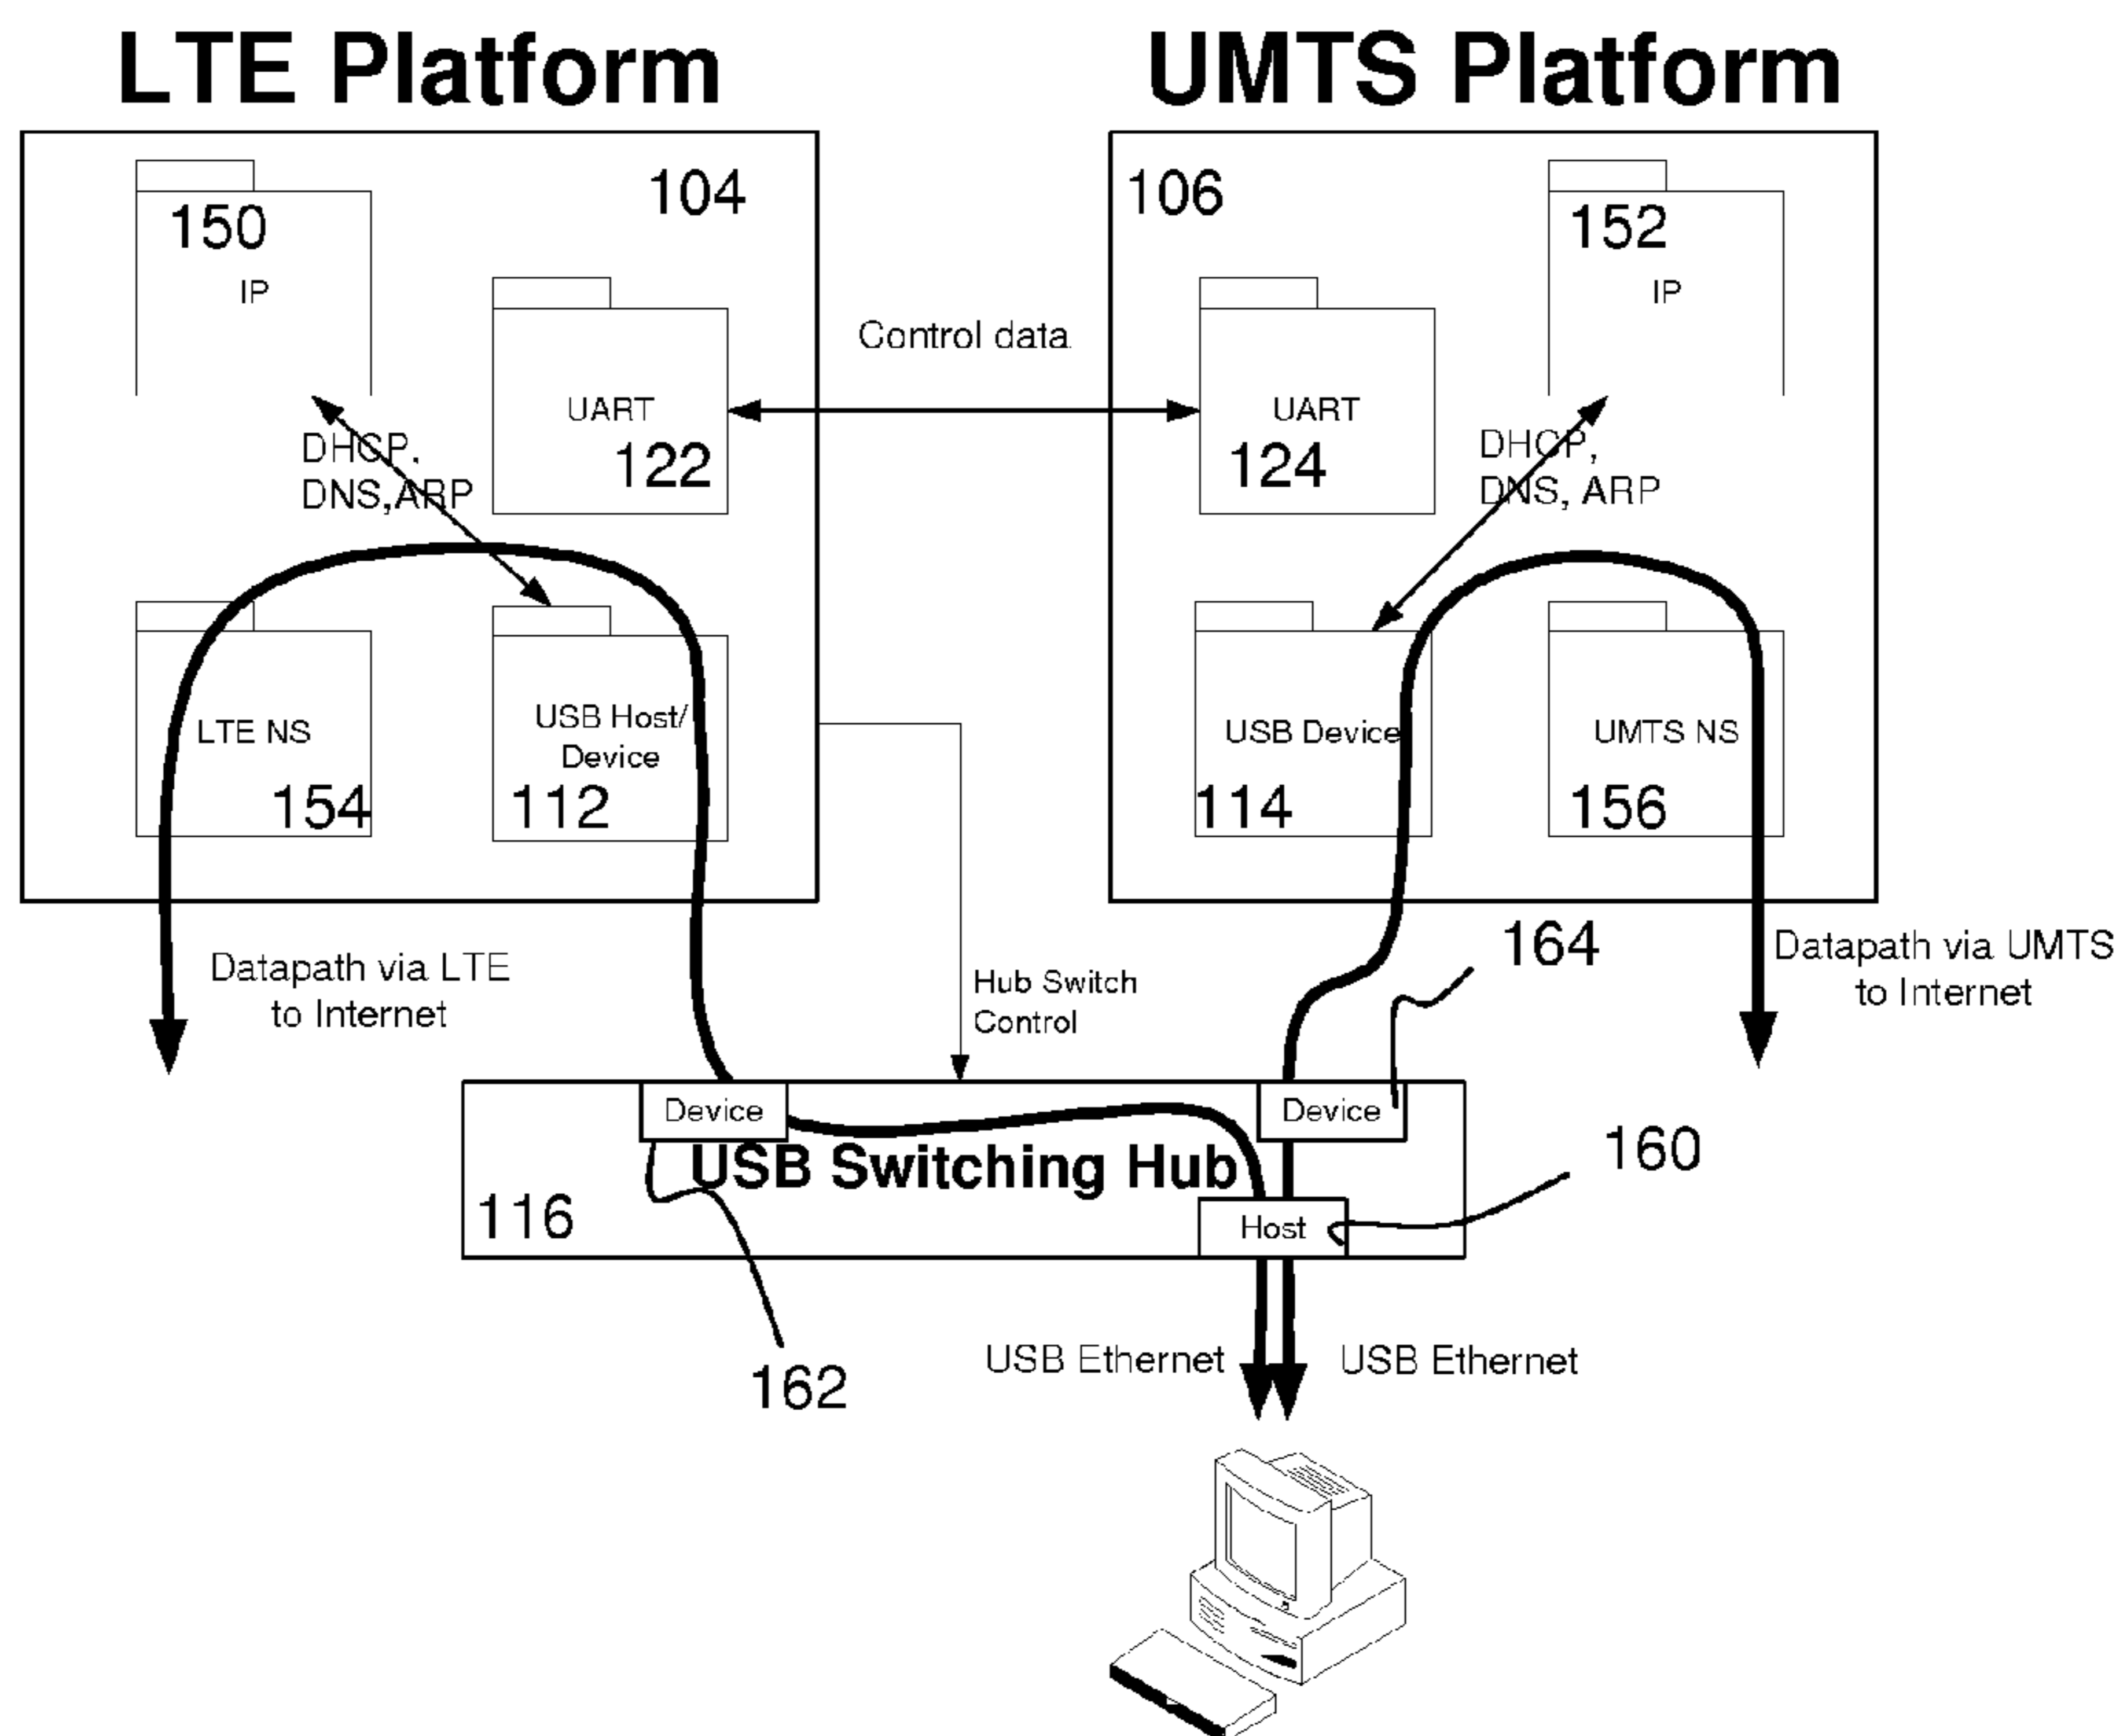 LTE Platform
UMTS Platform
104
150
IP
UART
122
DHCP,
DNS,ARP
LTE NS
154
USB Host/
Device
112
Control data
106
152
IP
UART
124
DHCP,
DNS, ARP
USB Device
114
UMTS NS
156
Datapath via LTE
to Internet
Hub Switch
Control
164
Datapath via UMTS
to Internet
Device
Device
USB Switching Hub
116
Host
160
162
USB Ethernet
USB Ethernet